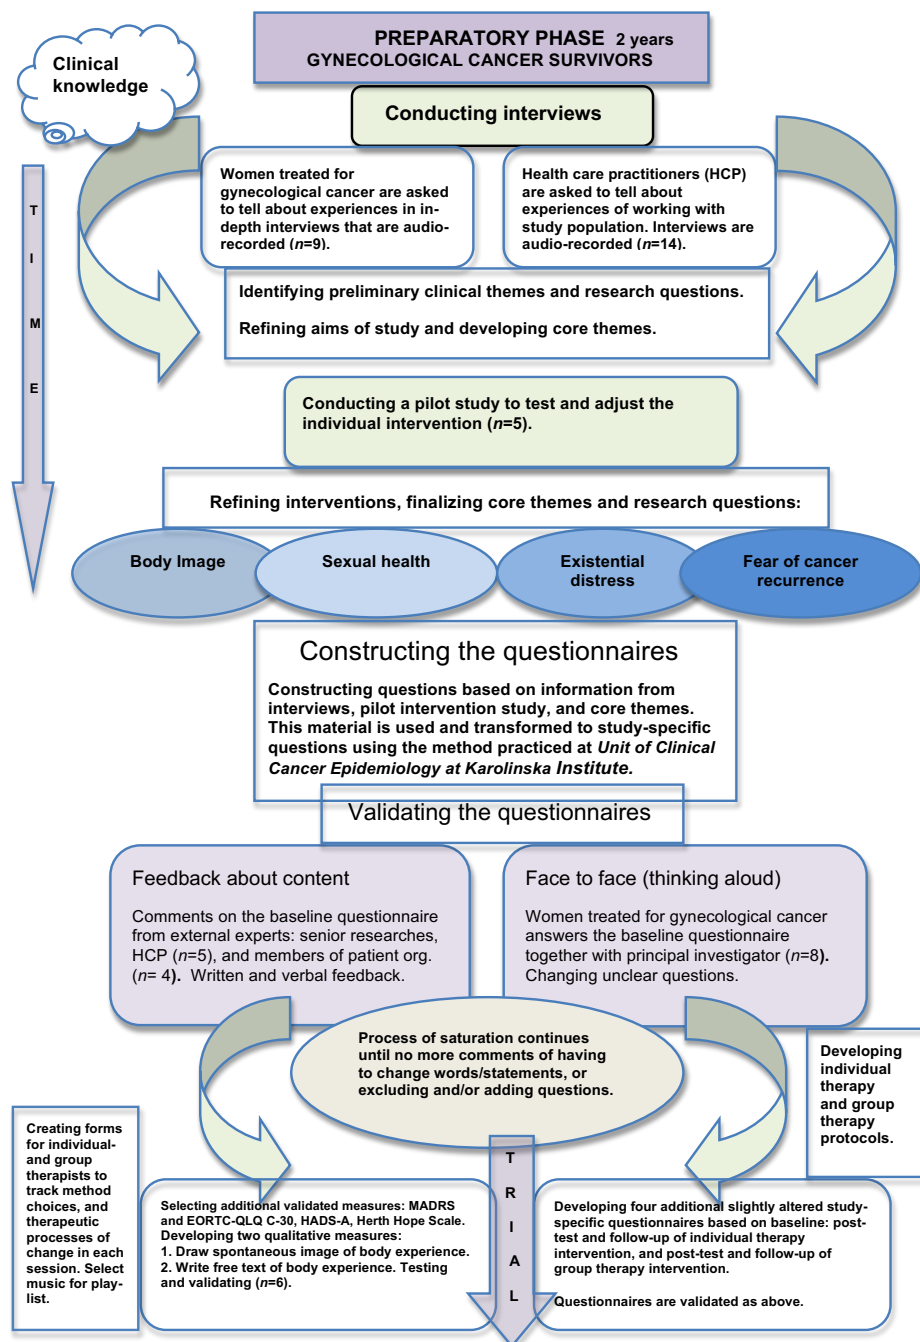 PREPARATORY PHASE 2 years
GYNECOLOGICAL CANCER SURVIVORS
Clinical
knowledge
Conducting interviews
T
I
M
E
Women treated for
gynecological cancer are asked
to tell about experiences in in-
depth interviews that are audio-
recorded (n=9).
Health care practitioners (HCP)
are asked to tell about
experiences of working with
study population. Interviews are
audio-recorded (n=14).
Identifying preliminary clinical themes and research questions.
Refining aims of study and developing core themes.
Conducting a pilot study to test and adjust the
individual intervention (n=5).
Refining interventions, finalizing core themes and research questions:
Body Image
Sexual health
Existential
distress
Fear of cancer
recurrence
Constructing the questionnaires
Constructing questions based on information from
interviews, pilot intervention study, and core themes.
This material is used and transformed to study-specific
questions using the method practiced at Unit of Clinical
Cancer Epidemiology at Karolinska Institute.
Validating the questionnaires
Feedback about content
Comments on the baseline questionnaire
from external experts: senior researches,
HCP (n=5), and members of patient org.
(n= 4). Written and verbal feedback.
Face to face (thinking aloud)
Women treated for gynecological cancer
answers the baseline questionnaire
together with principal investigator (n=8).
Changing unclear questions.
Process of saturation continues
until no more comments of having
to change words/statements, or
excluding and/or adding questions.
Developing
individual
therapy
and group
therapy
protocols.
Creating forms
for individual-
and group
therapists to
track method
choices, and
therapeutic
processes of
change in each
session. Select
music for play-
list.
Selecting additional validated measures: MADRS
and EORTC-QLQ C-30, HADS-A, Herth Hope Scale.
Developing two qualitative measures:
1. Draw spontaneous image of body experience.
2. Write free text of body experience. Testing
and validating (n=6).
T
R
I
A
L
Developing four additional slightly altered study-
specific questionnaires based on baseline: post-
test and follow-up of individual therapy
intervention, and post-test and follow-up of
group therapy intervention.
Questionnaires are validated as above.